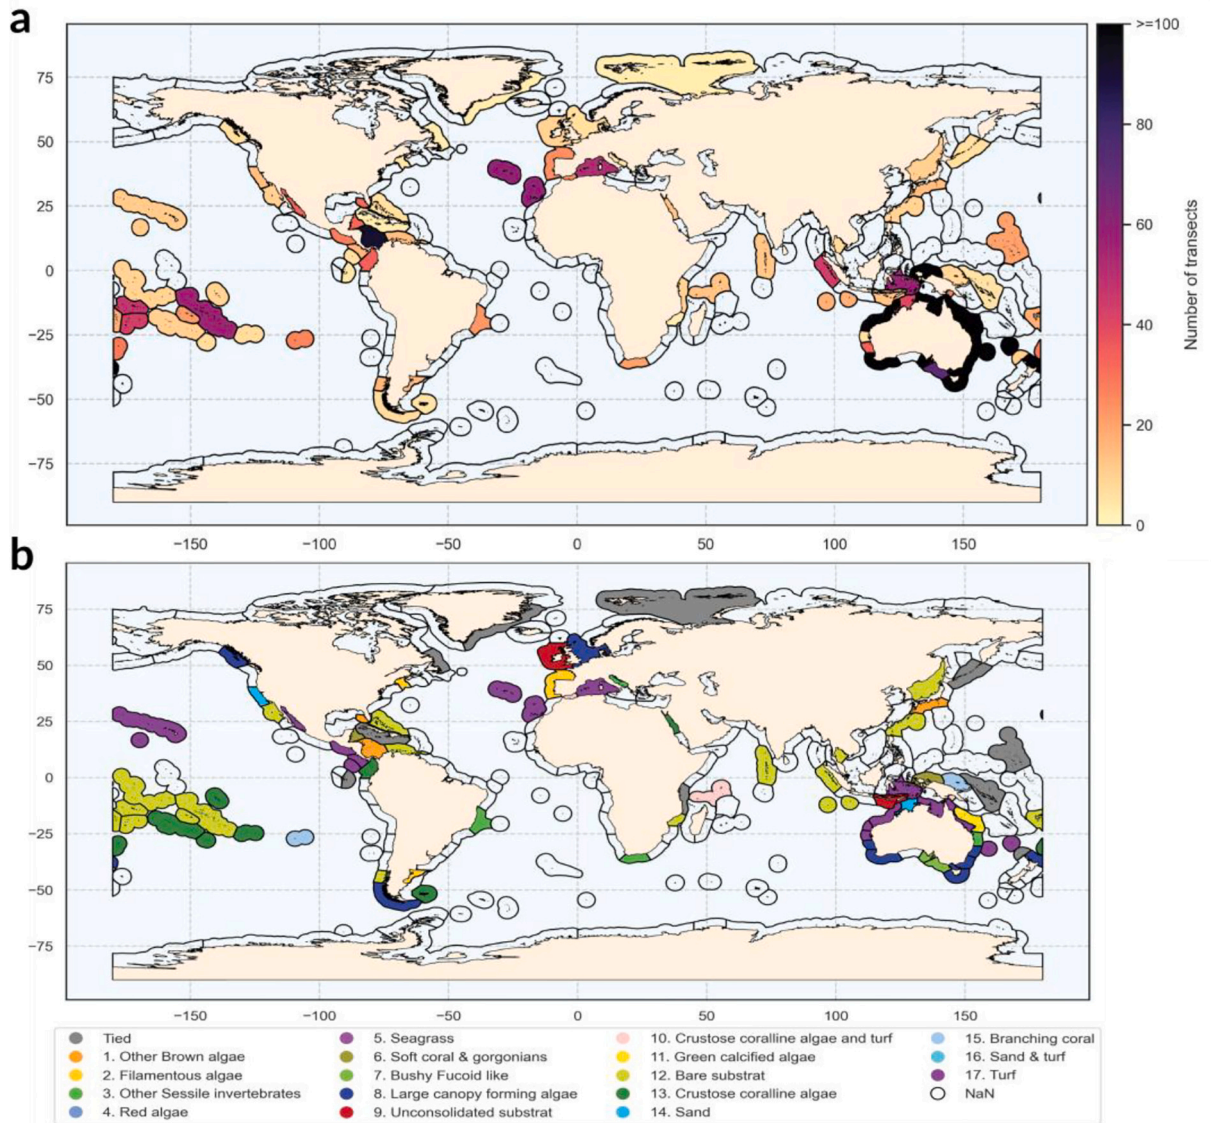 a
>=100
80
60
40
20
0
Number of transects
75
50
25
0
−25
−50
−75
−150
−100
−50
0
50
100
150
b
75
50
25
0
−25
−50
−75
−150
−100
−50
0
50
100
150
Tied
1. Other Brown algae
2. Filamentous algae
3. Other Sessile invertebrates
4. Red algae
5. Seagrass
6. Soft coral & gorgonians
7. Bushy Fucoid like
8. Large canopy forming algae
9. Unconsolidated substrat
10. Crustose coralline algae and turf
11. Green calcified algae
12. Bare substrat
13. Crustose coralline algae
14. Sand
15. Branching coral
16. Sand & turf
17. Turf
NaN